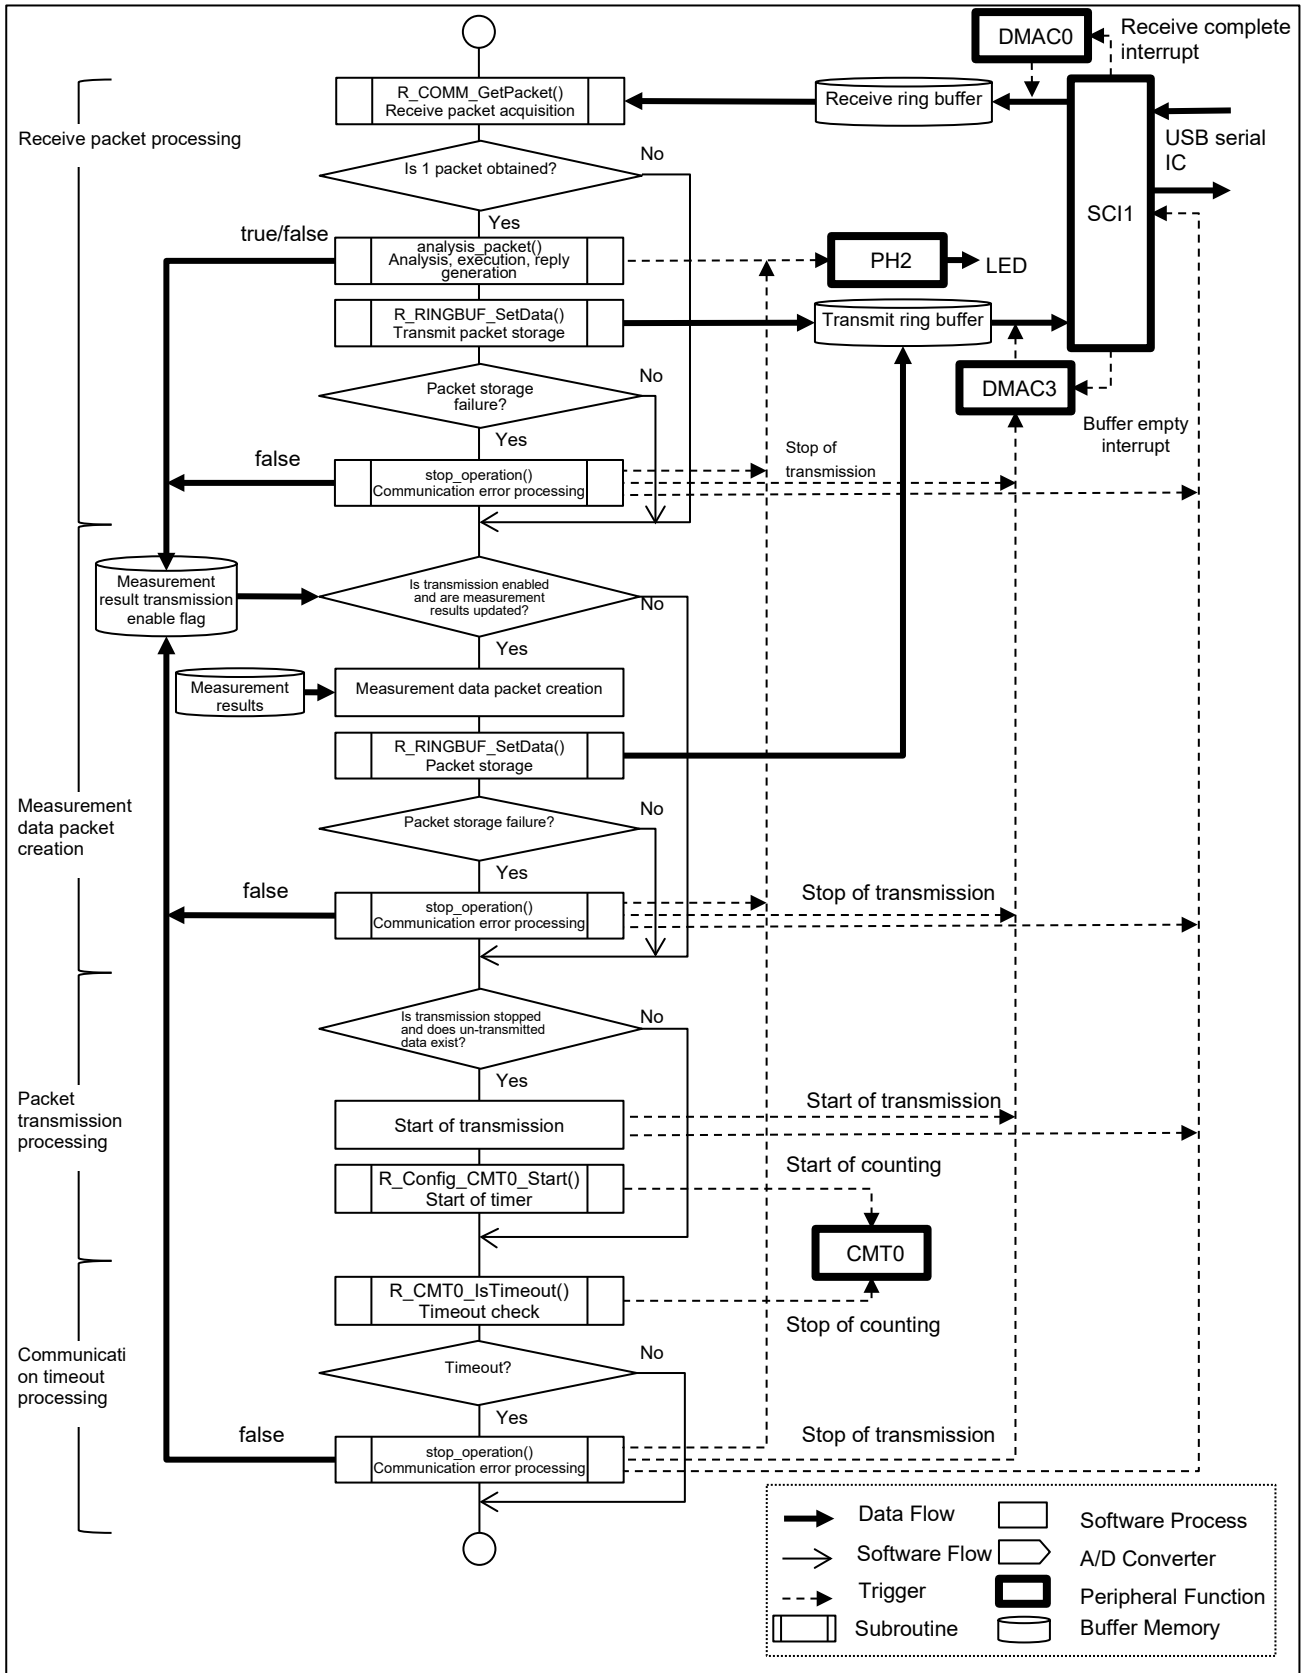 DMAC0
Receive complete
interrupt
R_COMM_GetPacket()
Receive packet acquisition
Receive ring buffer
Receive packet processing
USB serial
IC
No
Is 1 packet obtained?
SCI1
Yes
true/false
analysis_packet()
Analysis, execution, reply
generation
PH2
LED
R_RINGBUF_SetData()
Transmit packet storage
Transmit ring buffer
No
Packet storage
failure?
DMAC3
Buffer empty
interrupt
Yes
Stop of
transmission
false
stop_operation()
Communication error processing
Measurement
result transmission
enable flag
Is transmission enabled
and are measurement
results updated?
No
Yes
Measurement
results
Measurement data packet creation
R_RINGBUF_SetData()
Packet storage
Measurement
data packet
creation
No
Packet storage failure?
Yes
false
stop_operation()
Communication error processing
Stop of transmission
Is transmission stopped
and does un-transmitted
data exist?
No
Yes
Packet
transmission
processing
Start of transmission
Start of transmission
Start of counting
R_Config_CMT0_Start()
Start of timer
CMT0
R_CMT0_IsTimeout()
Timeout check
Stop of counting
Communicati
on timeout
processing
No
Timeout?
Yes
false
stop_operation()
Communication error processing
Stop of transmission
Data Flow
Software Process
Software Flow
A/D Converter
Trigger
Peripheral Function
Subroutine
Buffer Memory